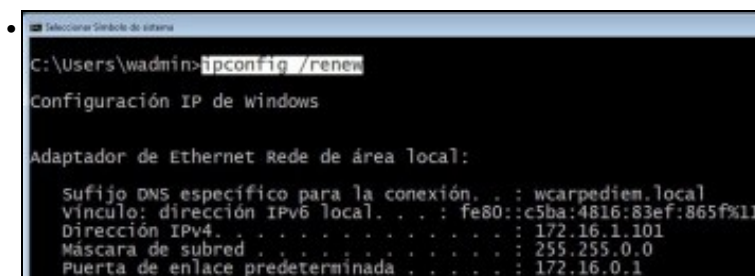 Seleccionar Símbolo do sistema
C:\Users\wadmin>ipconfig /renew
Configuración IP de Windows
Adaptador de Ethernet Rede de área local:
Sufijo DNS específico para la conexión. . : wcarpediem.local
Vínculo: dirección IPv6 local. . . : fe80::c5ba:4816:83ef:865f%11
Dirección IPv4. . . . . . . . . . . . . . : 172.16.1.101
Máscara de subred . . . . . . . . . . . . : 255.255.0.0
Puerta de enlace predeterminada . . . . . : 172.16.0.1